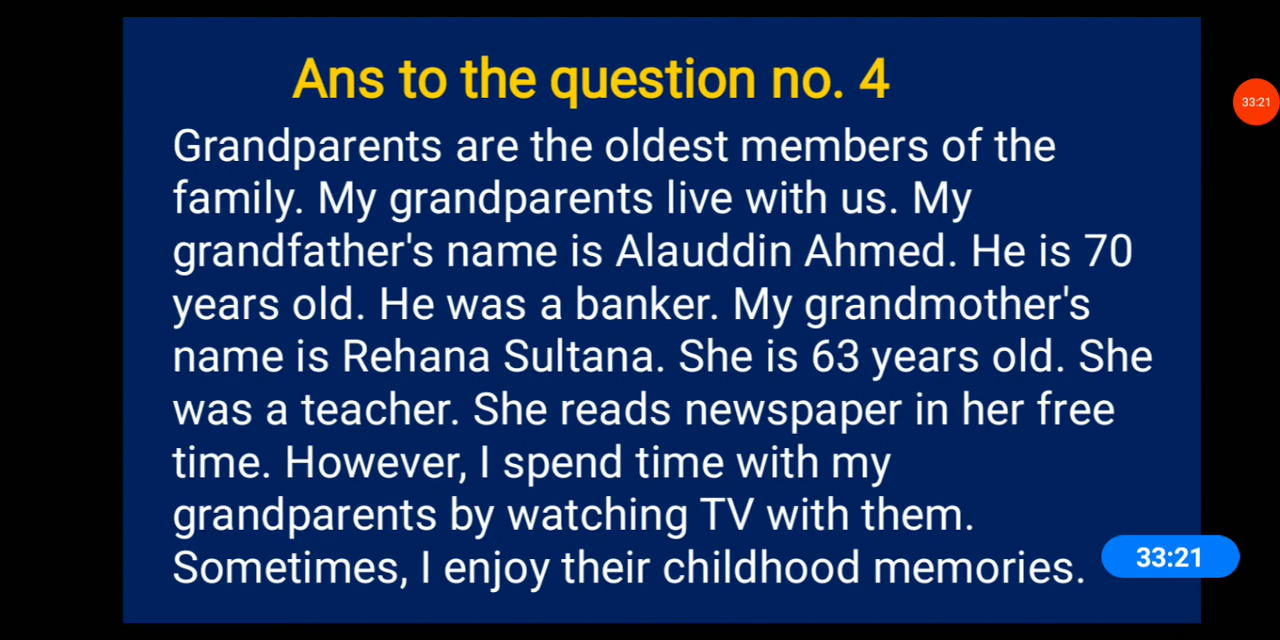 Ans to the question no. 4
33:21
Grandparents are the oldest members of the
family. My grandparents live with us. My
grandfather's name is Alauddin Ahmed. He is 70
years old. He was a banker. My grandmother's
name is Rehana Sultana. She is 63 years old. She
was a teacher. She reads newspaper in her free
time. However, I spend time with my
grandparents by watching TV with them.
Sometimes, I enjoy their childhood memories.
33:21